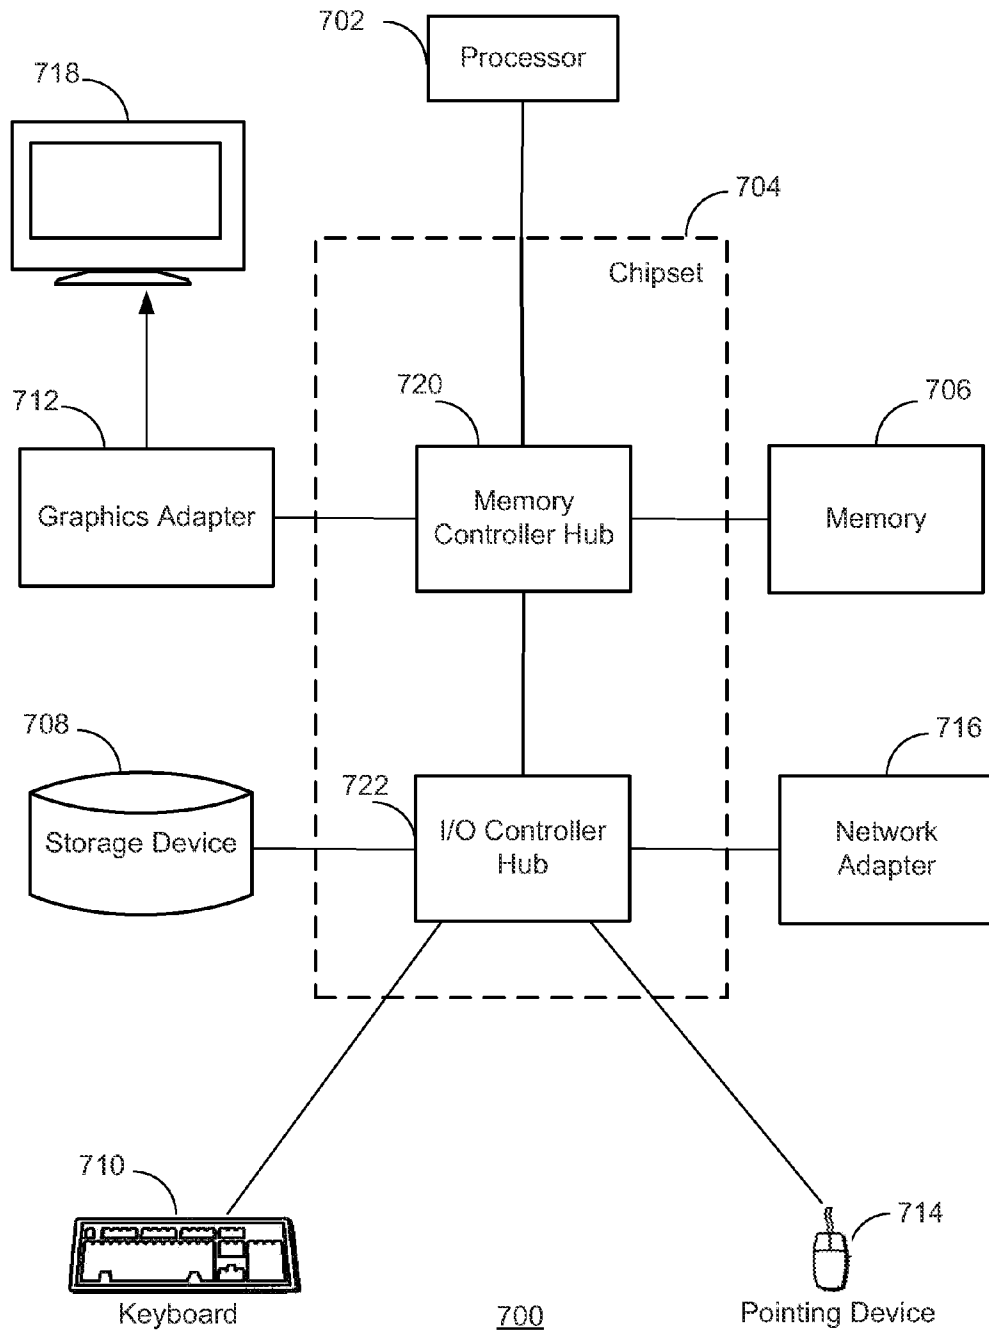 702
Processor
718
704
Chipset
720
712
706
Graphics Adapter
Memory
Controller Hub
Memory
708
716
722
Storage Device
I/O Controller
Hub
Network
Adapter
710
714
Keyboard
700
Pointing Device